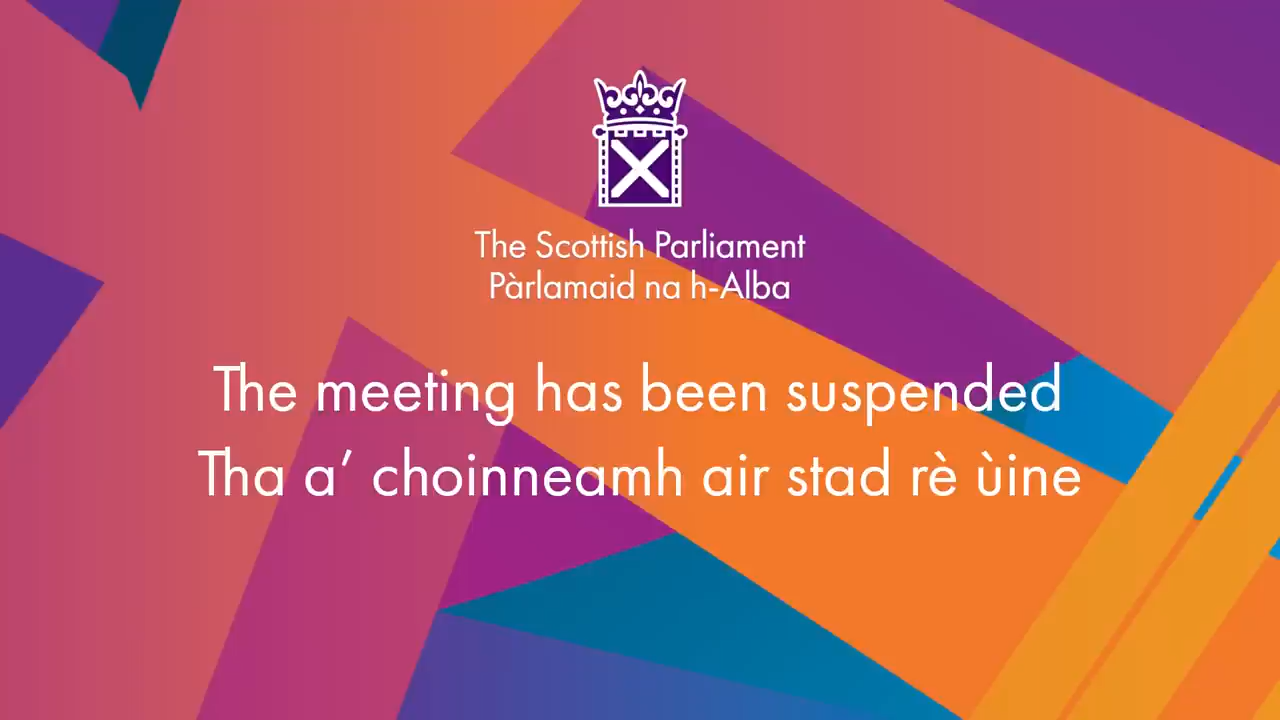 The Scottish Parliament
Pàrlamaid na h-Alba
The meeting has been suspended
Tha a’ choinneamh air stad rè ùine